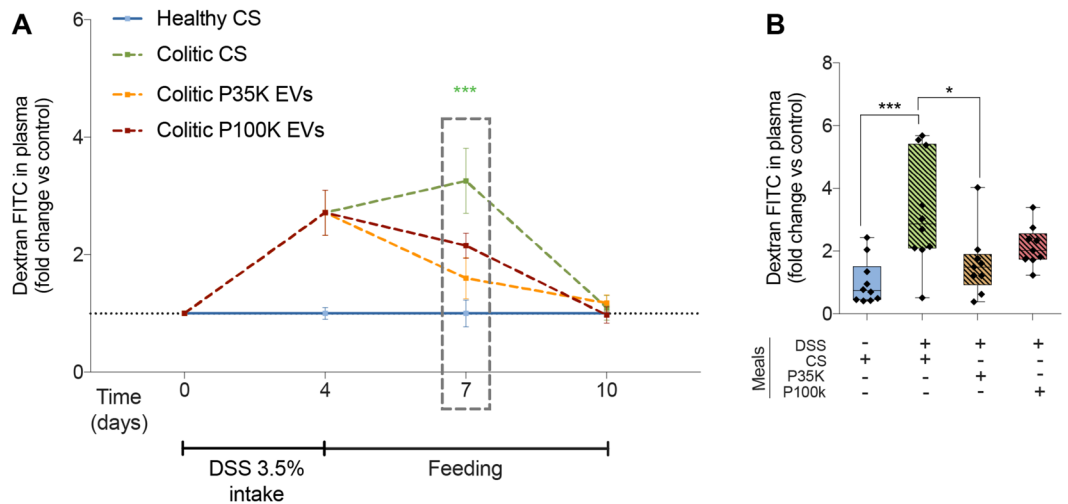 A
Dextran FITC in plasma
(fold change vs control)
6
4
2
0
Healthy CS
Colitic CS
Colitic P35K EVs
Colitic P100K EVs
***
0
4
7
10
Time
(days)
DSS 3.5%
intake
Feeding
B
Dextran FITC in plasma
(fold change vs control)
8
6
4
2
0
***
*
Meals
DSS - + + +
CS + + - -
P35K - - + -
P100k - - - +